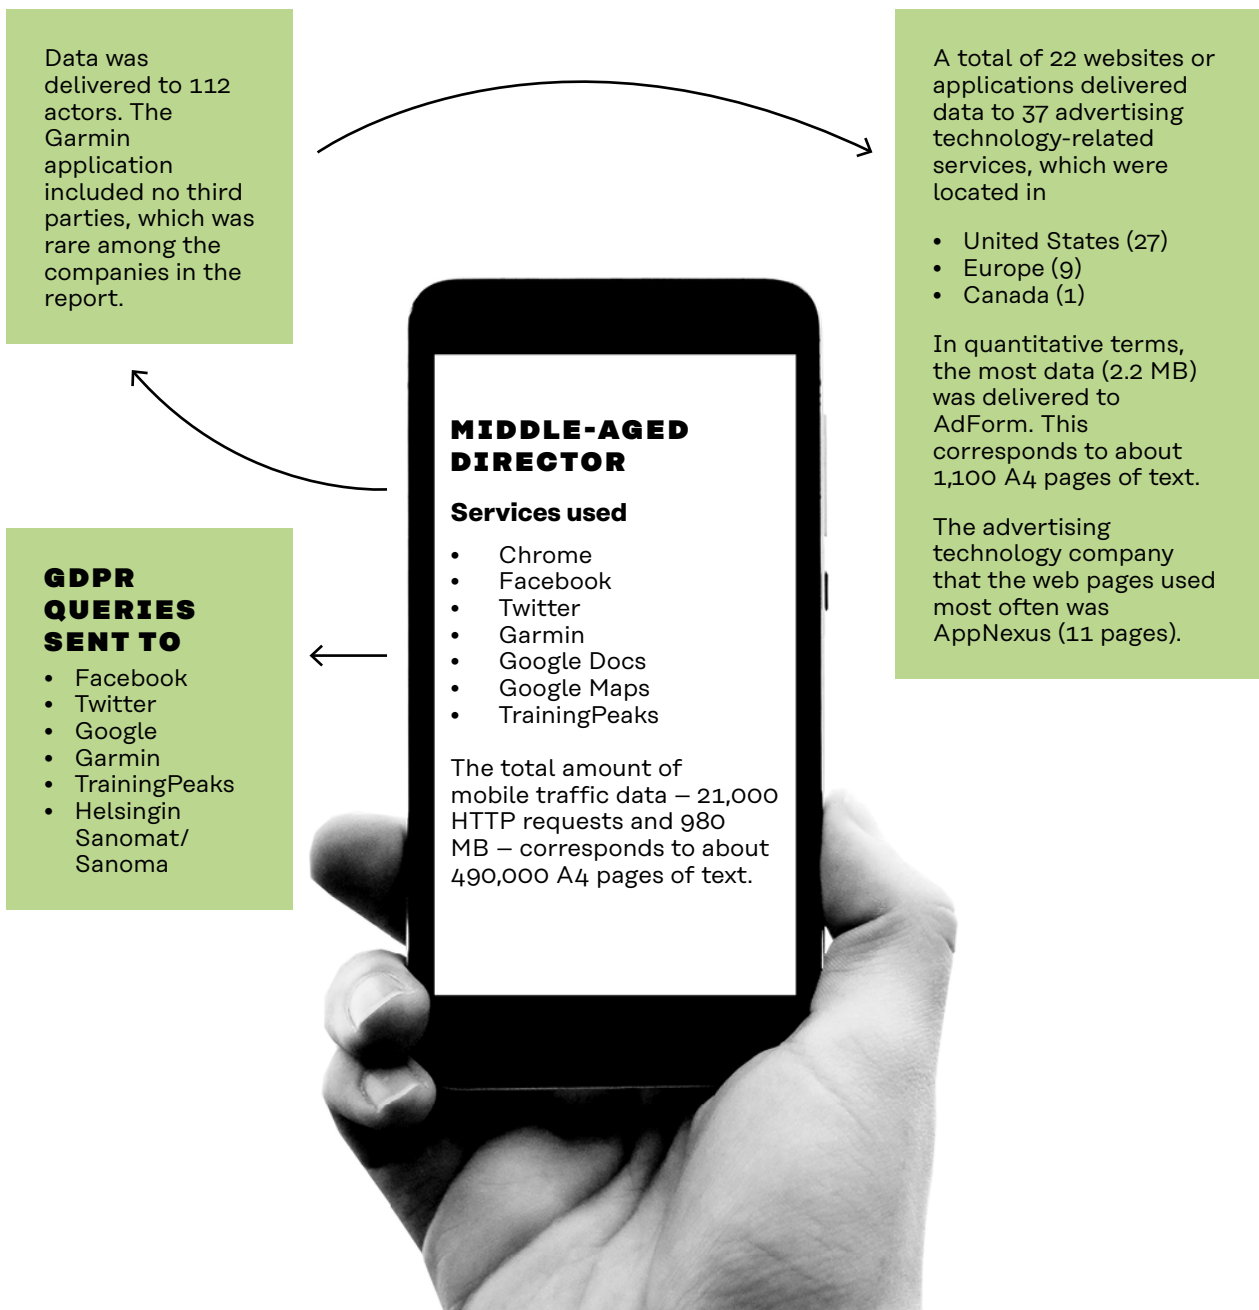 Data was
delivered to 112
actors. The
Garmin
application
included no third
parties, which was
rare among the
companies in the
report.
A total of 22 websites or
applications delivered
data to 37 advertising
technology-related
services, which were
located in
• United States (27)
• Europe (9)
• Canada (1)
In quantitative terms,
the most data (2.2 MB)
was delivered to
AdForm. This
corresponds to about
1,100 A4 pages of text.
The advertising
technology company
that the web pages used
most often was
AppNexus (11 pages).
MIDDLE-AGED
DIRECTOR
Services used
• Chrome
• Facebook
• Twitter
• Garmin
• Google Docs
• Google Maps
• TrainingPeaks
The total amount of
mobile traffic data – 21,000
HTTP requests and 980
MB – corresponds to about
490,000 A4 pages of text.
GDPR
QUERIES
SENT TO
• Facebook
• Twitter
• Google
• Garmin
• TrainingPeaks
• Helsingin
Sanomat/
Sanoma